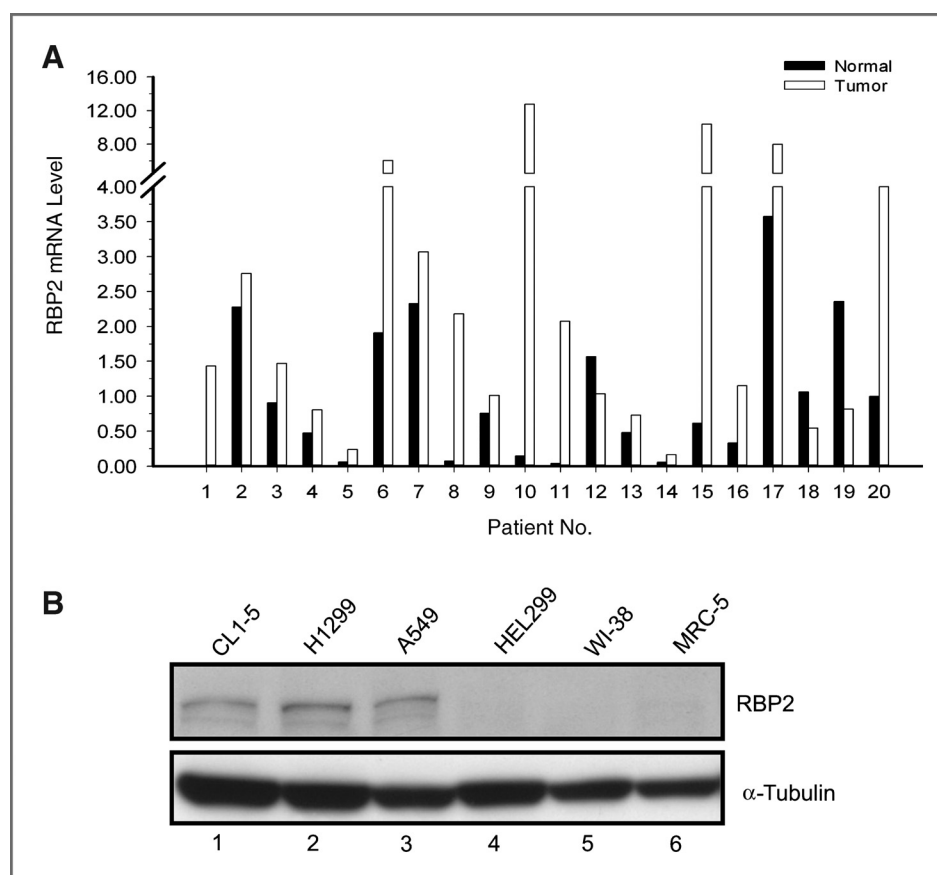 A
Normal
Tumor
RBP2 mRNA Level
16.00
12.00
8.00
4.00
3.50
3.00
2.50
2.00
1.50
1.00
0.50
0.00
1 2 3 4 5 6 7 8 9 10 11 12 13 14 15 16 17 18 19 20
Patient No.
B
CL1-5 H1299 A549 HEL299 WI-38 MRC-5
RBP2
α-Tubulin
1 2 3 4 5 6